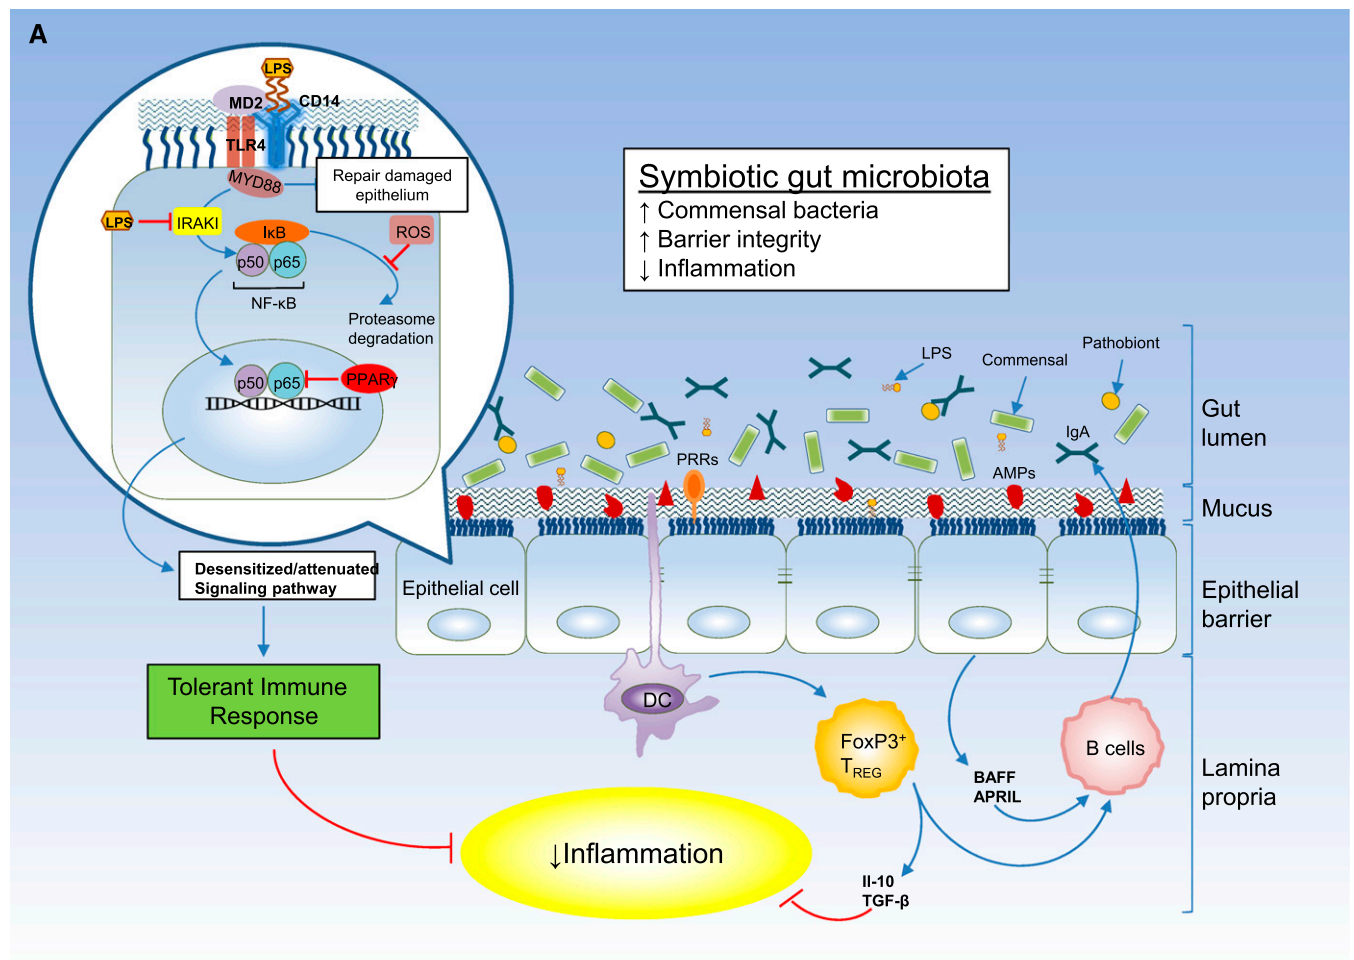 A
LPS
MD2
CD14
TLR4
MYD88
Repair damaged
epithelium
LPS
IRAKI
IκB
ROS
p50
p65
NF-κB
Proteasome
degradation
p50
p65
PPARγ
Symbiotic gut microbiota
↑ Commensal bacteria
↑ Barrier integrity
↓ Inflammation
LPS
Commensal
Pathobiont
IgA
PRRs
AMPs
Gut
lumen
Mucus
Epithelial
barrier
Lamina
propria
Epithelial cell
Desensitized/attenuated
Signaling pathway
Tolerant Immune
Response
DC
FoxP3⁺
TREG
BAFF
APRIL
B cells
↓Inflammation
Il-10
TGF-β